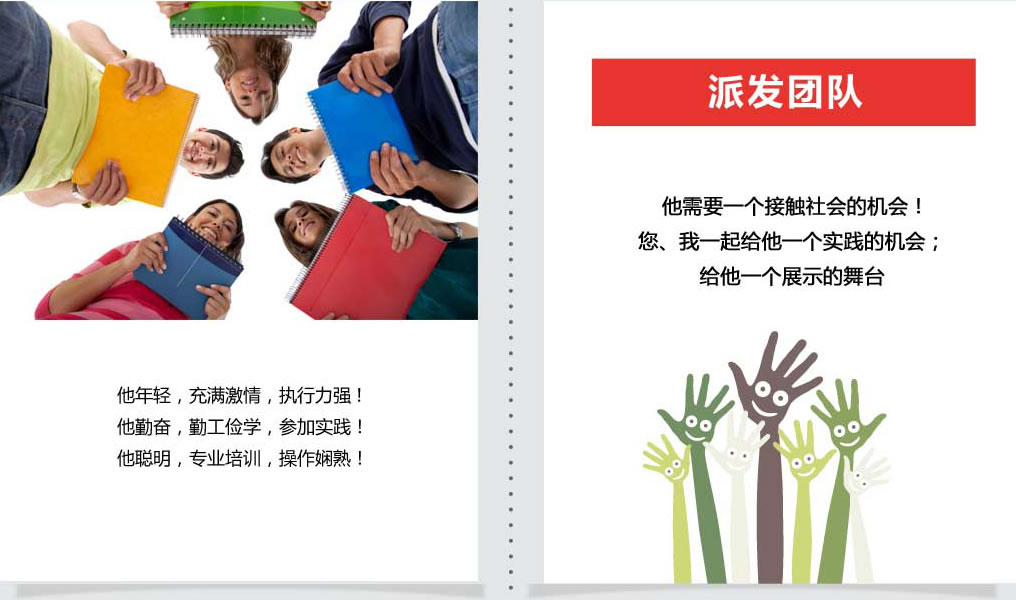 他年轻，充满激情，执行力强！
他勤奋，勤工俭学，参加实践！
他聪明，专业培训，操作娴熟！
派发团队
他需要一个接触社会的机会！
您、我一起给他一个实践的机会；
给他一个展示的舞台